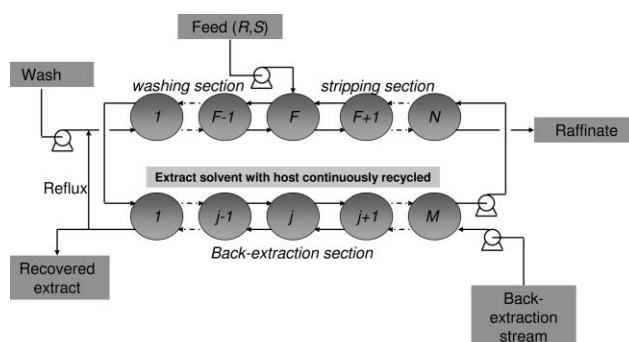 Feed (R,S)
Wash
washing section
stripping section
1
F-1
F
F+1
N
Raffinate
Extract solvent with host continuously recycled
Reflux
1
j-1
j
j+1
M
Back-extraction section
Recovered
extract
Back-
extraction
stream